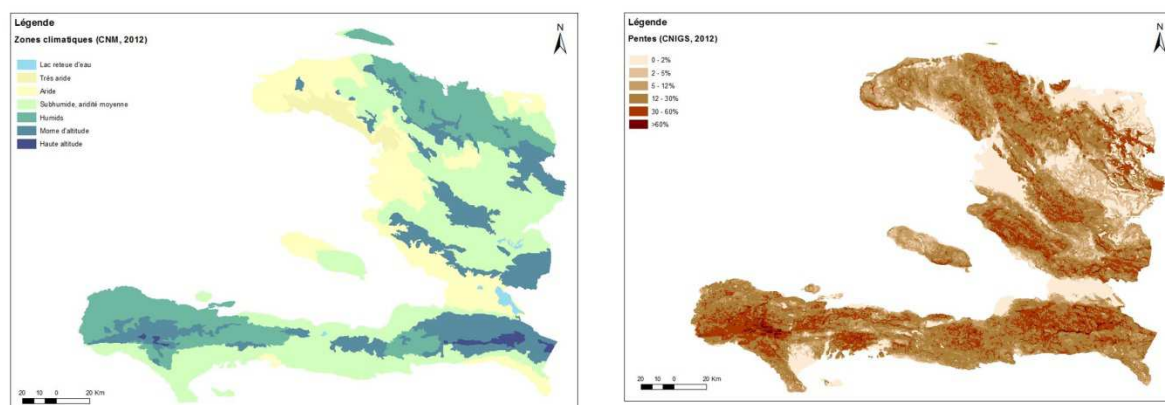 Légende
Zones climatiques (CNM, 2012)
Lac reteue d'eau
Très aride
Aride
Subhumide, aridité moyenne
Humids
Morne d'altitude
Haute altitude
N
20 10 0 20 Km
Légende
Pentes (CNIGS, 2012)
0 - 2%
2 - 5%
5 - 12%
12 - 30%
30 - 60%
>60%
N
20 10 0 20 Km